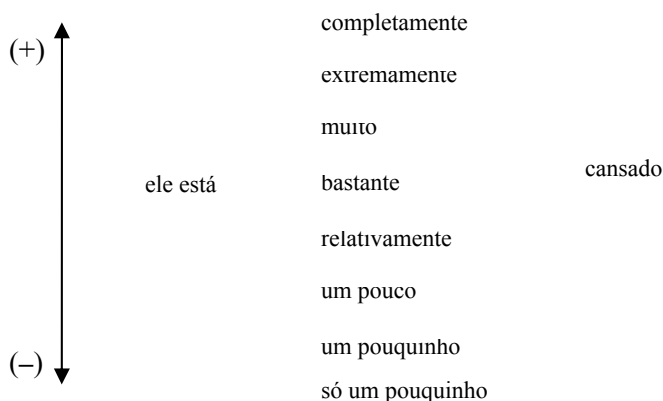 completamente
(+)
extremamente
muito
cansado
ele está
bastante
relativamente
um pouco
um pouquinho
(–)
só um pouquinho